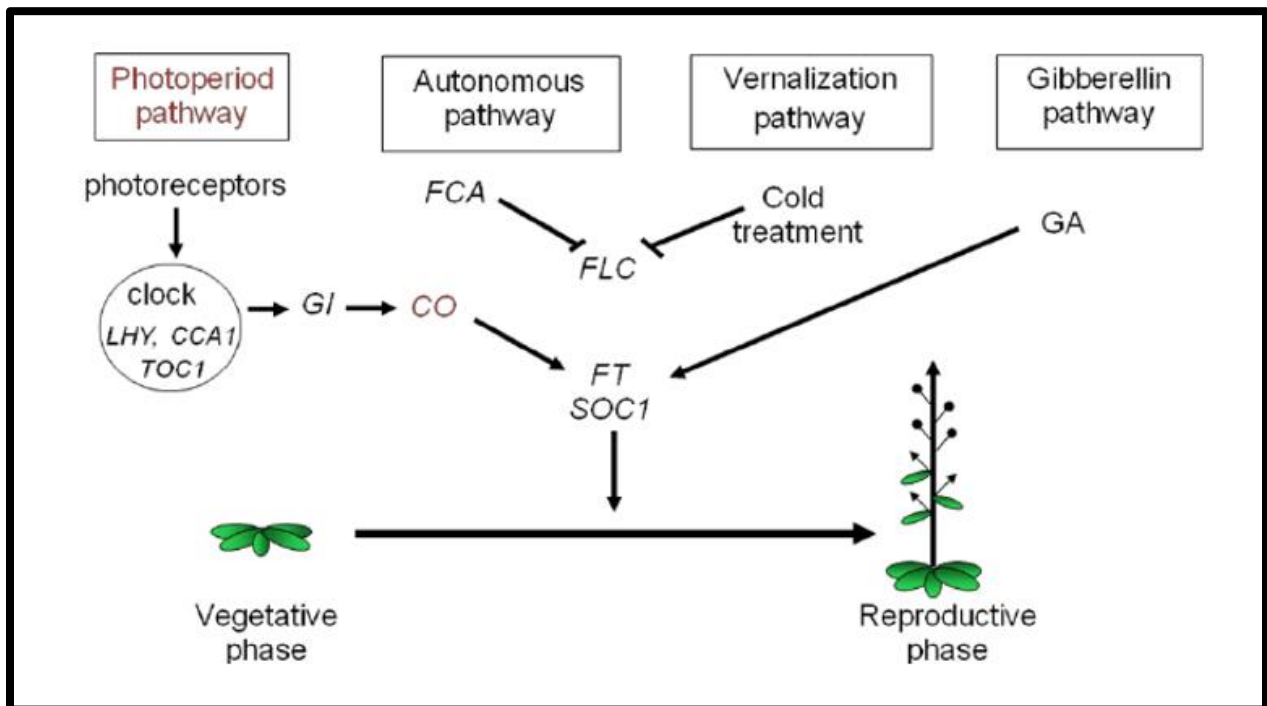 Photoperiod
pathway
Autonomous
pathway
Vernalization
pathway
Gibberellin
pathway
photoreceptors
FCA
Cold
treatment
GA
FLC
clock
LHY, CCA1
TOC1
GI
CO
FT
SOC1
Vegetative
phase
Reproductive
phase